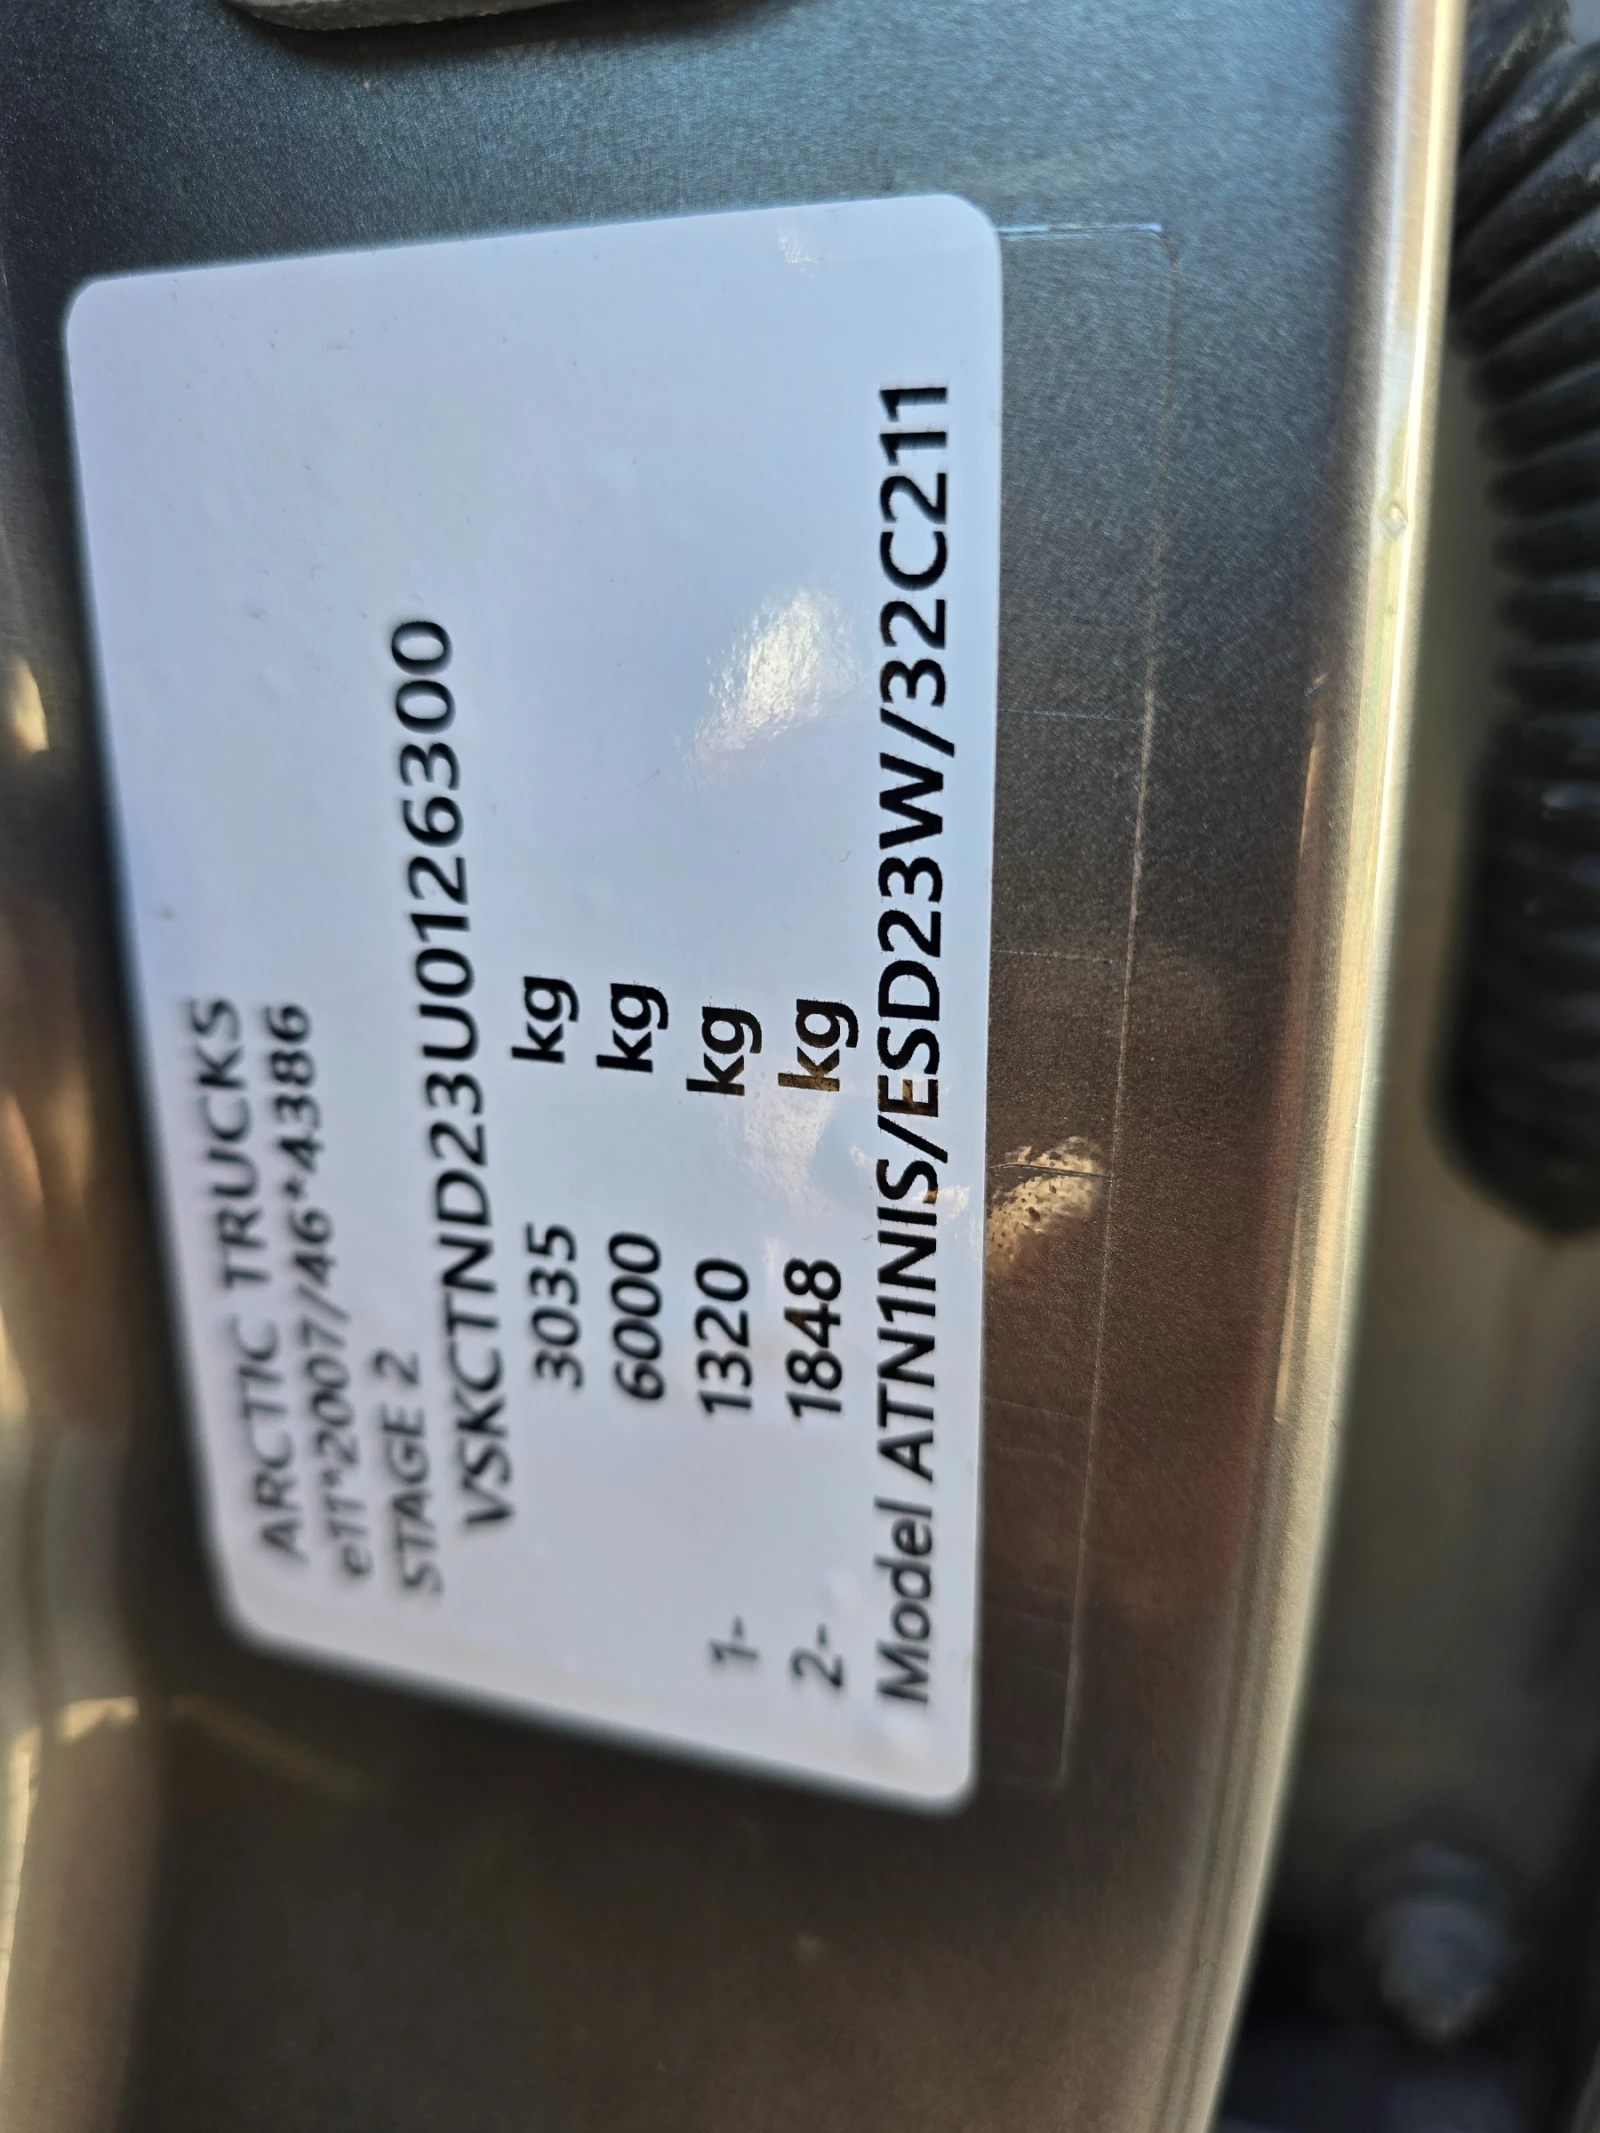 ARCTIC TRUCKS
e11*2007/46*4386
STAGE 2
VSKCTND23U0126300
3035 kg
6000 kg
1- 1320 kg
2- 1848 kg
Model ATN1NIS/ESD23W/32C211